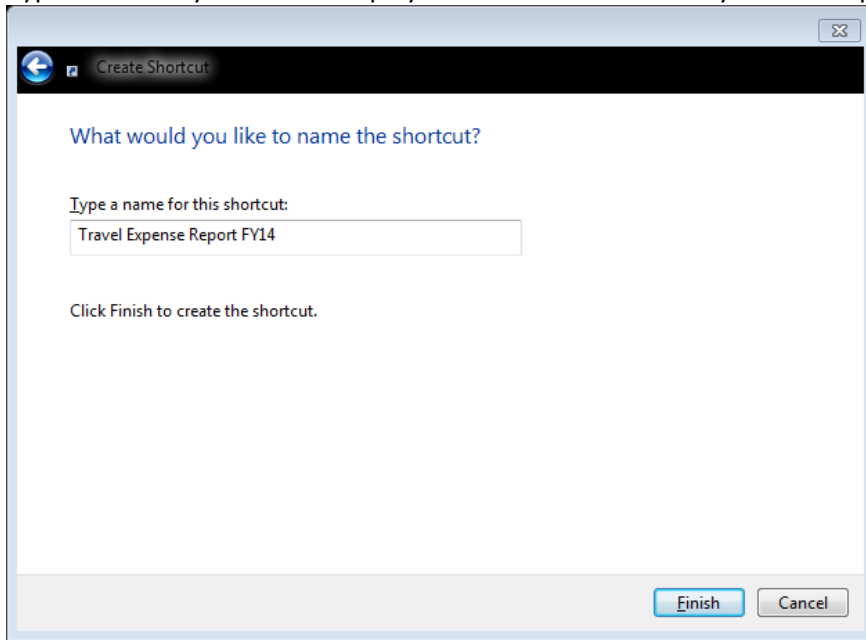 Create Shortcut
What would you like to name the shortcut?
Type a name for this shortcut:
Travel Expense Report FY14
Click Finish to create the shortcut.
Finish Cancel